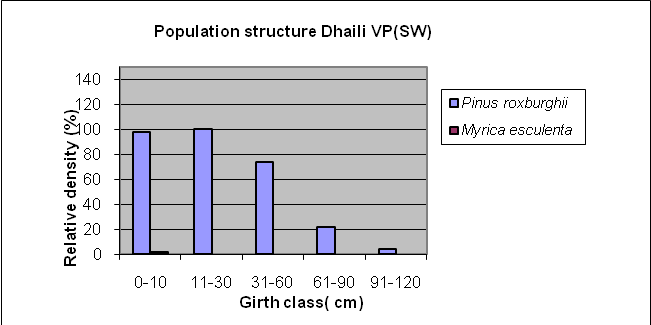 Population structure Dhaili VP(SW)
Relative density (%)
140
120
100
80
60
40
20
0
0-10 11-30 31-60 61-90 91-120
Girth class( cm)
Pinus roxburghii
Myrica esculenta